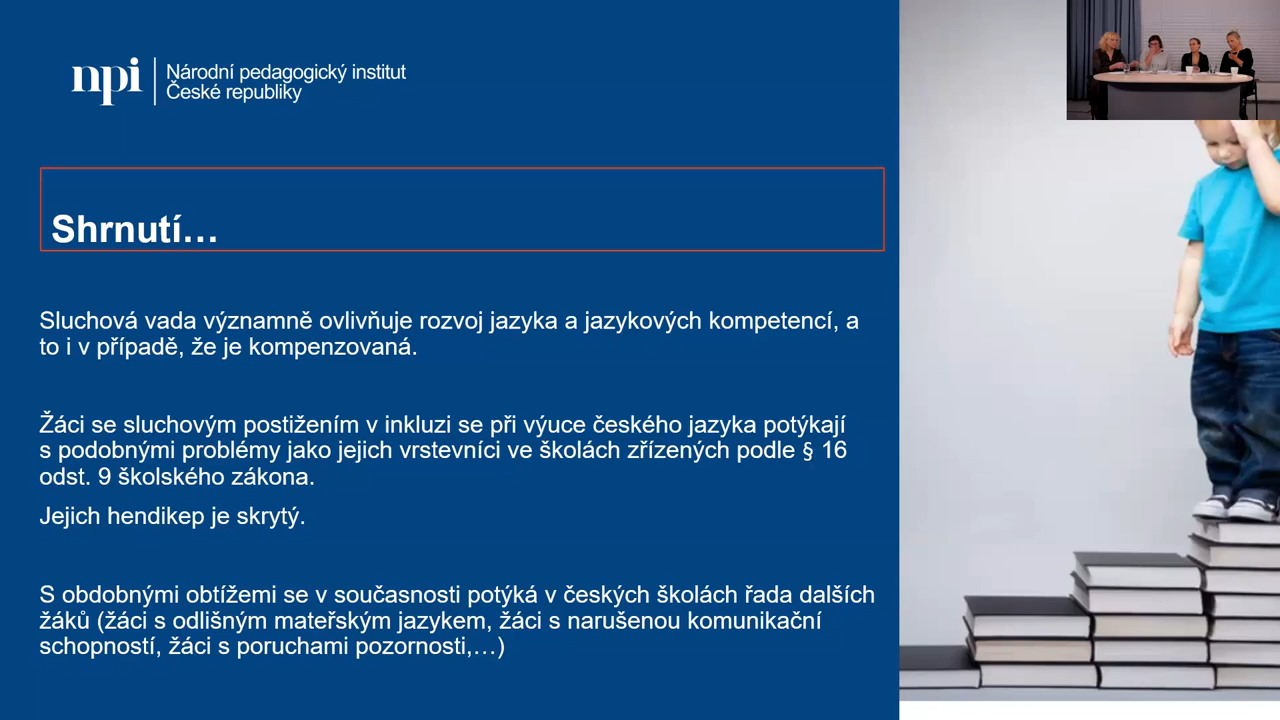 npi
Národní pedagogický institut
České republiky
Shrnutí…
Sluchová vada významně ovlivňuje rozvoj jazyka a jazykových kompetencí, a
to i v případě, že je kompenzovaná.
Žáci se sluchovým postižením v inkluzi se při výuce českého jazyka potýkají
s podobnými problémy jako jejich vrstevníci ve školách zřízených podle § 16
odst. 9 školského zákona.
Jejich hendikep je skrytý.
S obdobnými obtížemi se v současnosti potýká v českých školách řada dalších
žáků (žáci s odlišným mateřským jazykem, žáci s narušenou komunikační
schopností, žáci s poruchami pozornosti,…)